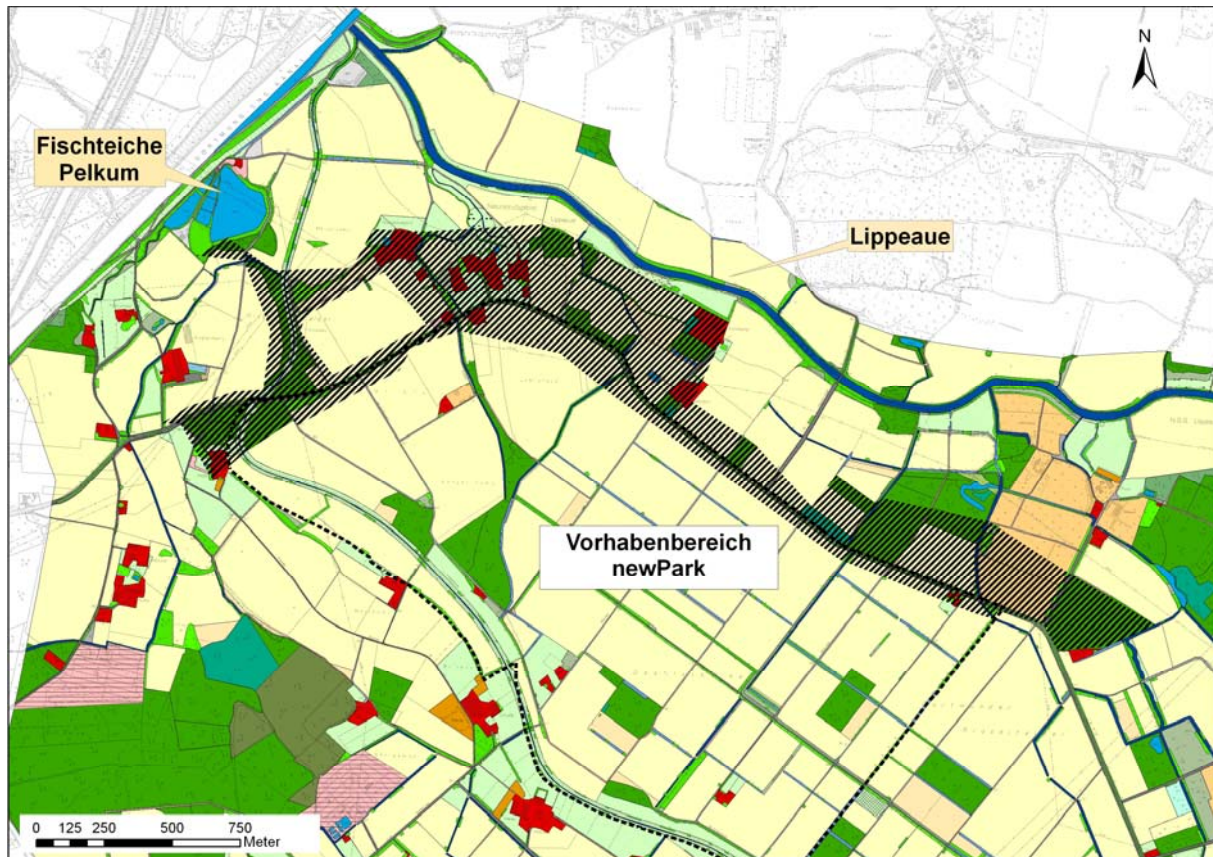 N
Fischteiche
Pelkum
Lippeaue
Vorhabenbereich
newPark
0 125 250 500 750
Meter